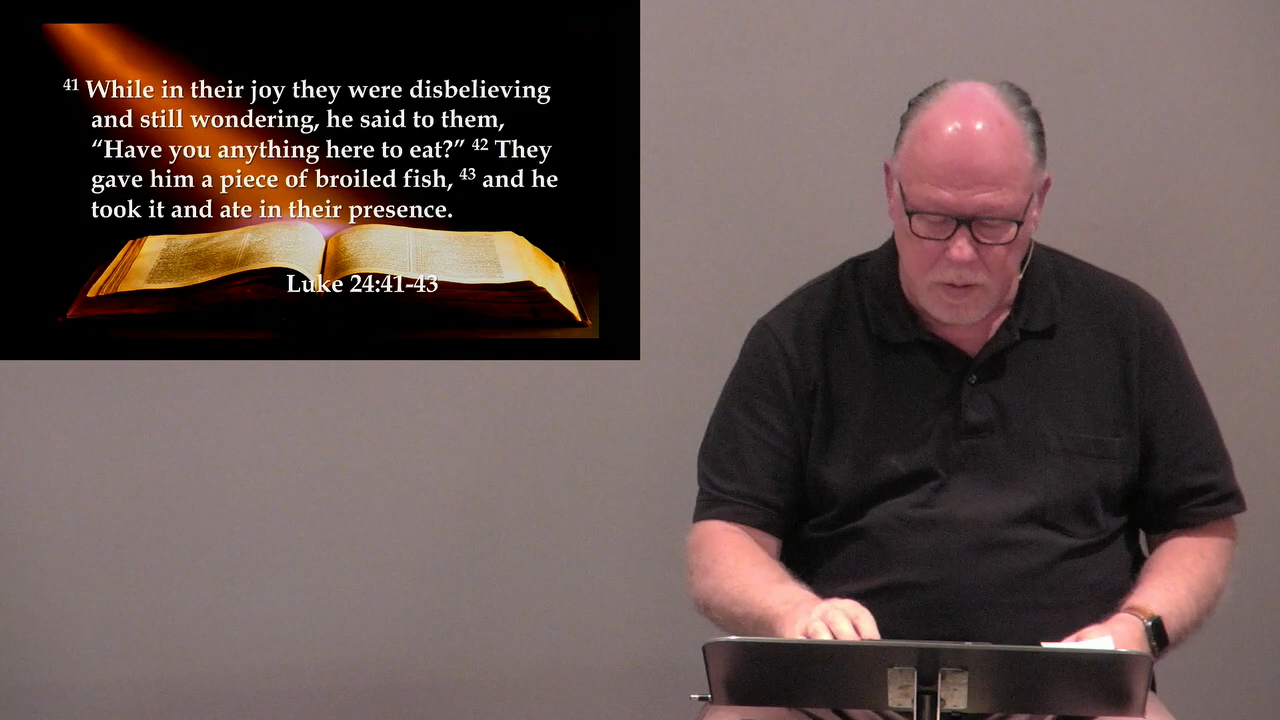 41 While in their joy they were disbelieving
and still wondering, he said to them,
“Have you anything here to eat?” 42 They
gave him a piece of broiled fish, 43 and he
took it and ate in their presence.
Luke 24:41-43